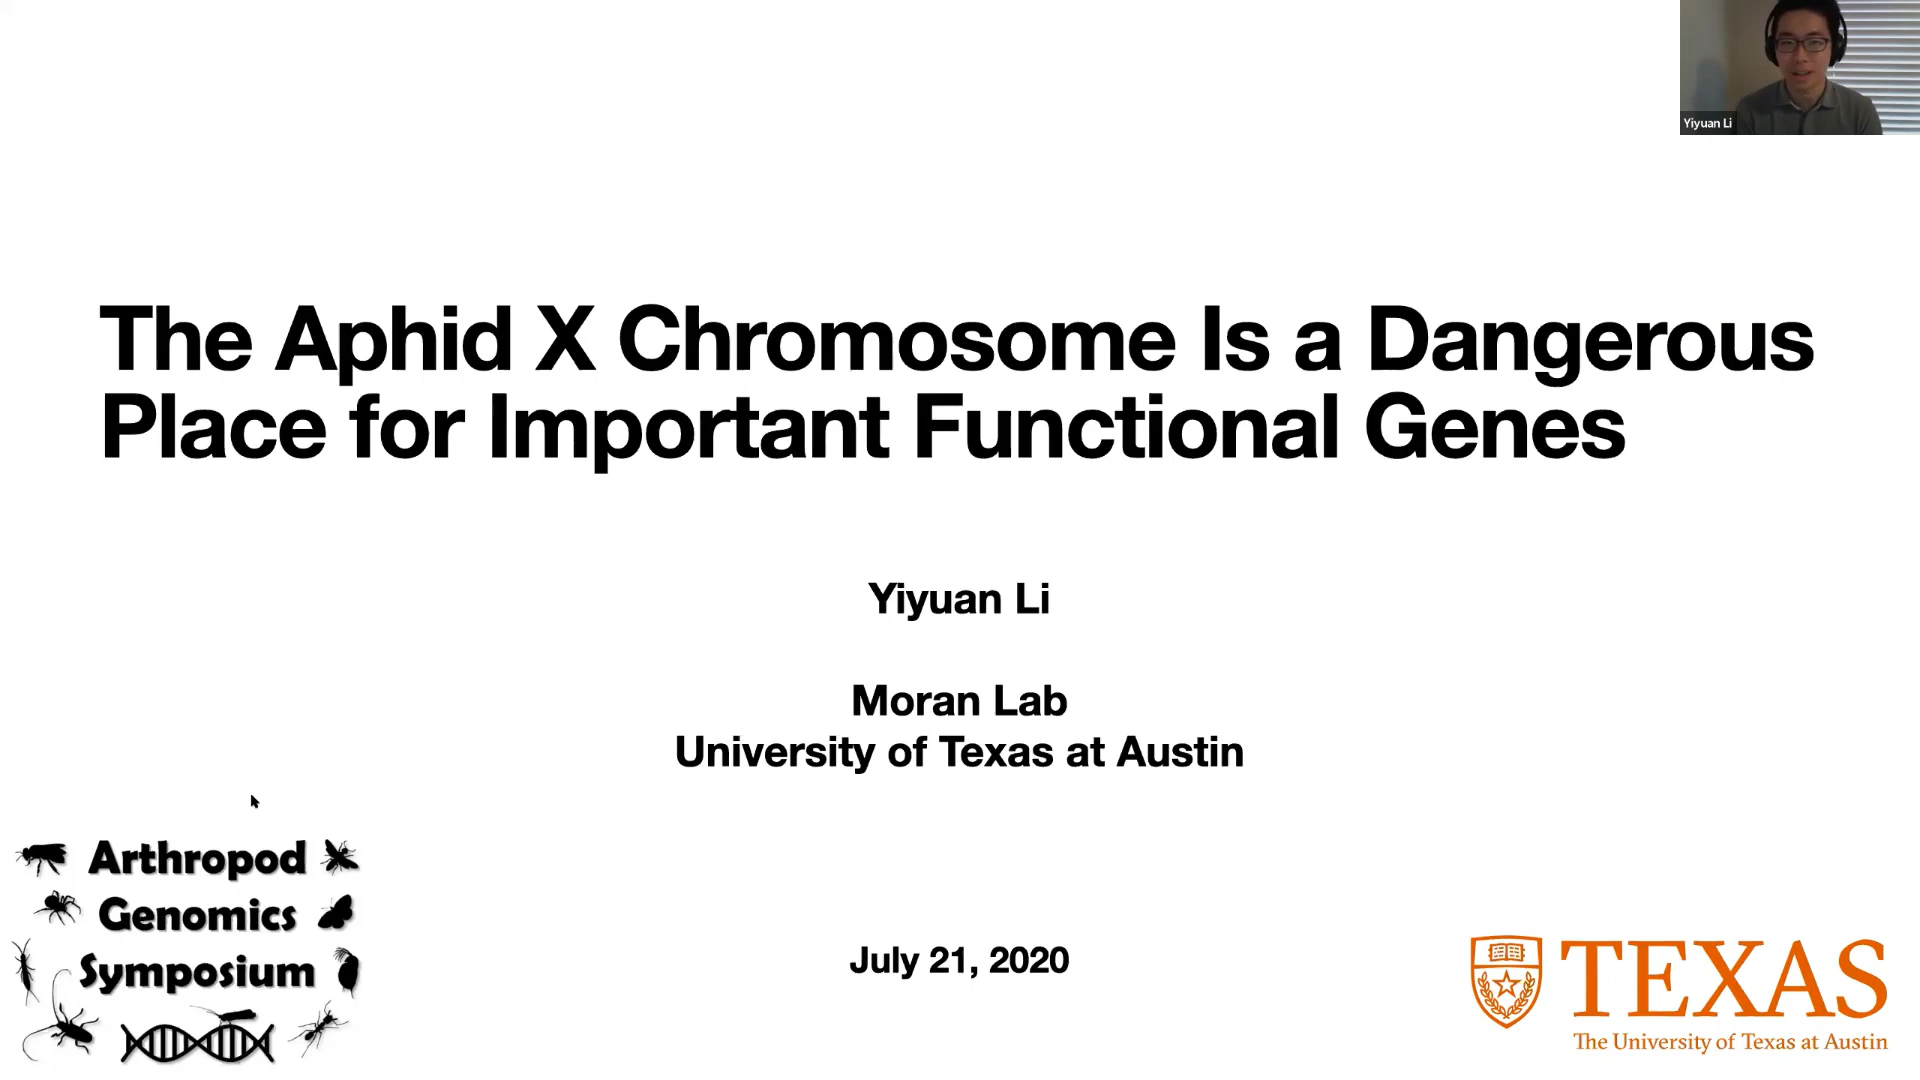 Yiyuan Li
The Aphid X Chromosome Is a Dangerous
Place for Important Functional Genes
Yiyuan Li
Moran Lab
University of Texas at Austin
Arthropod
Genomics
Symposium
July 21, 2020
TEXAS
The University of Texas at Austin